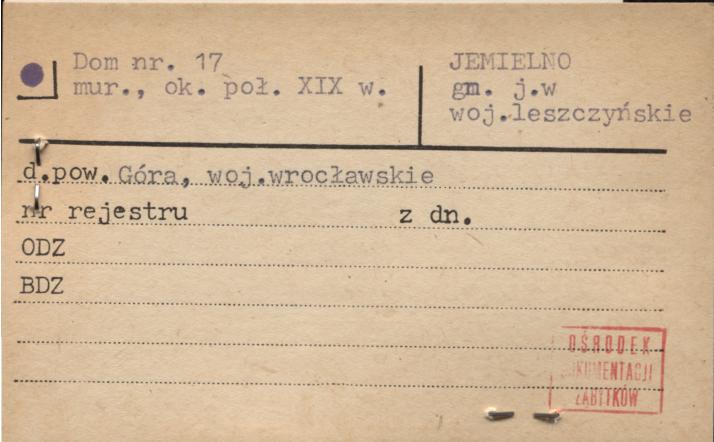 Dom nr. 17
mur., ok. poł. XIX w.
JEMIELNO
gm. j.w
woj.leszczyńskie
d.pow. Góra, woj.wrocławskie
nr rejestru z dn.
ODZ
BDZ
OŚRODEK
DOKUMENTACJI
ZABYTKÓW